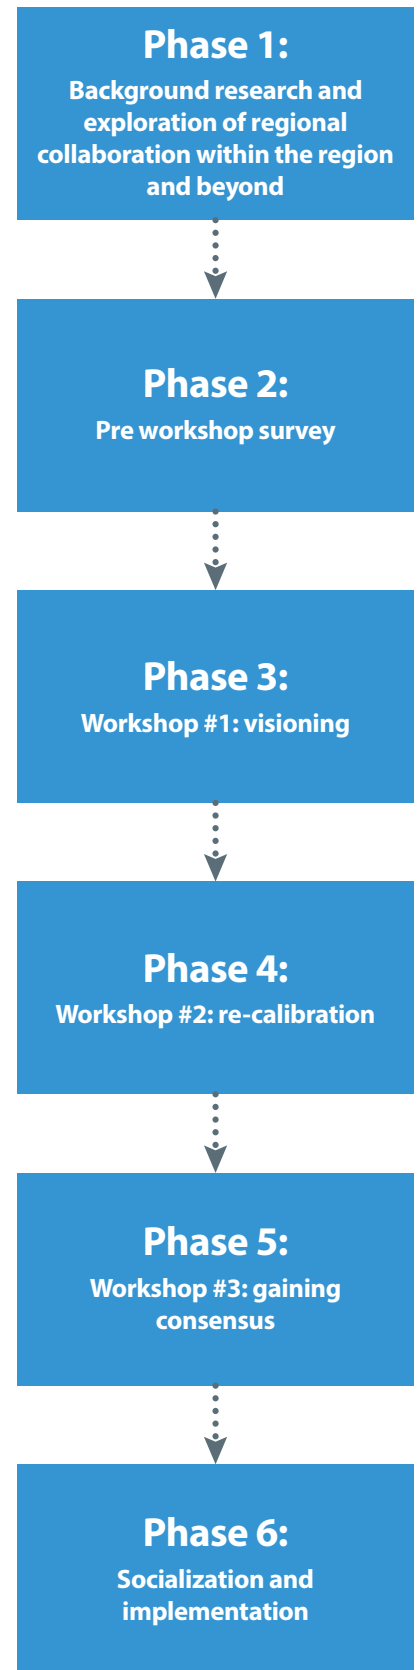 Phase 1:
Background research and
exploration of regional
collaboration within the region
and beyond
Phase 2:
Pre workshop survey
Phase 3:
Workshop #1: visioning
Phase 4:
Workshop #2: re-calibration
Phase 5:
Workshop #3: gaining
consensus
Phase 6:
Socialization and
implementation